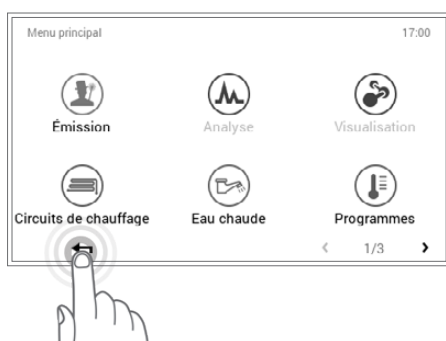 Menu principal 17:00
Émission Analyse Visualisation
Circuits de chauffage Eau chaude Programmes
< 1/3 >